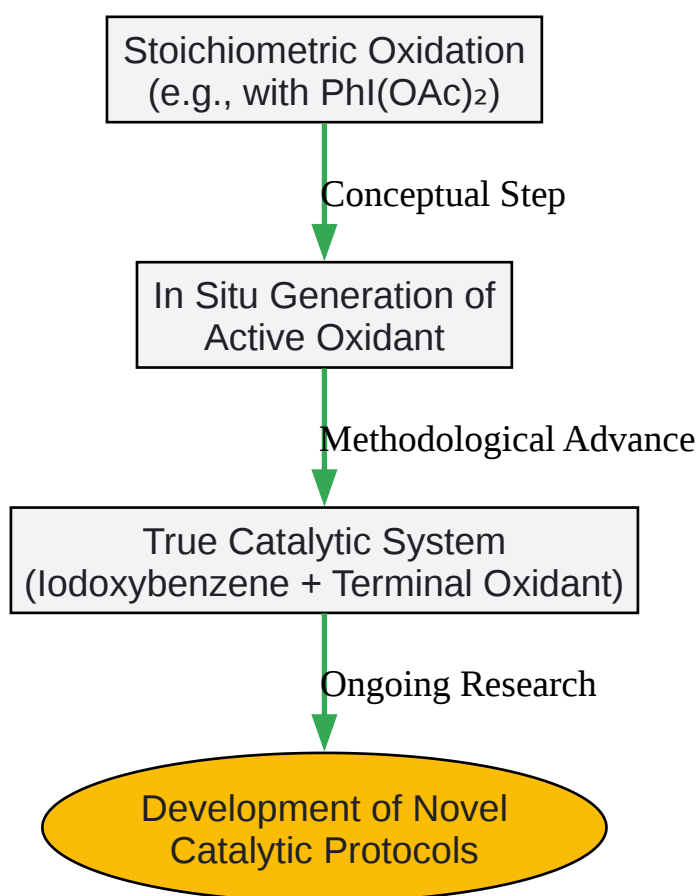 Stoichiometric Oxidation
(e.g., with PhI(OAc)₂)
Conceptual Step
In Situ Generation of
Active Oxidant
Methodological Advance
True Catalytic System
(Iodoxybenzene + Terminal Oxidant)
Ongoing Research
Development of Novel
Catalytic Protocols